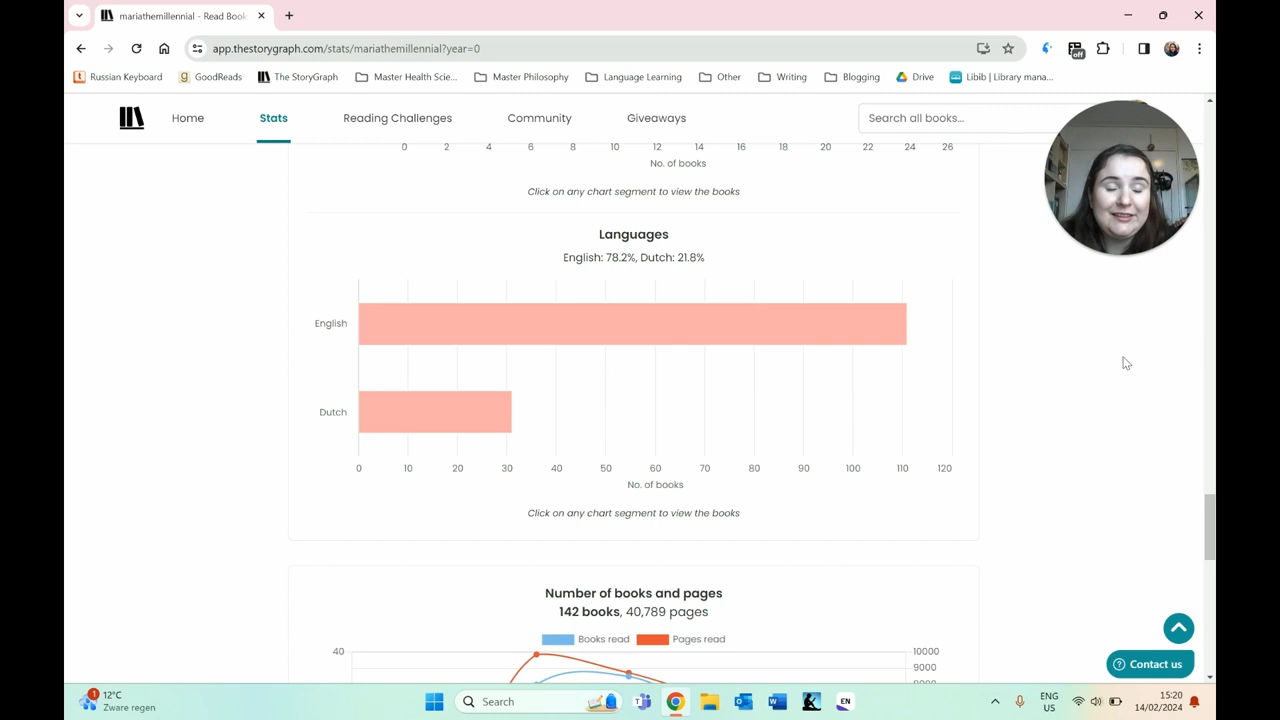 mariathemillennial - Read Book
app.thestorygraph.com/stats/mariathemillennial?year=0
off
Russian Keyboard
GoodReads
The StoryGraph
Master Health Scie...
Master Philosophy
Language Learning
Other
Writing
Blogging
Drive
Libib | Library mana...
Home
Stats
Reading Challenges
Community
Giveaways
Search all books...
0 2 4 6 8 10 12 14 16 18 20 22 24 26
No. of books
Click on any chart segment to view the books
Languages
English: 78.2%, Dutch: 21.8%
English
Dutch
0 10 20 30 40 50 60 70 80 90 100 110 120
No. of books
Click on any chart segment to view the books
Number of books and pages
142 books, 40,789 pages
Books read
Pages read
40
10000
9000
Contact us
1
12°C
Zware regen
Search
EN
ENG
US
15:20
14/02/2024